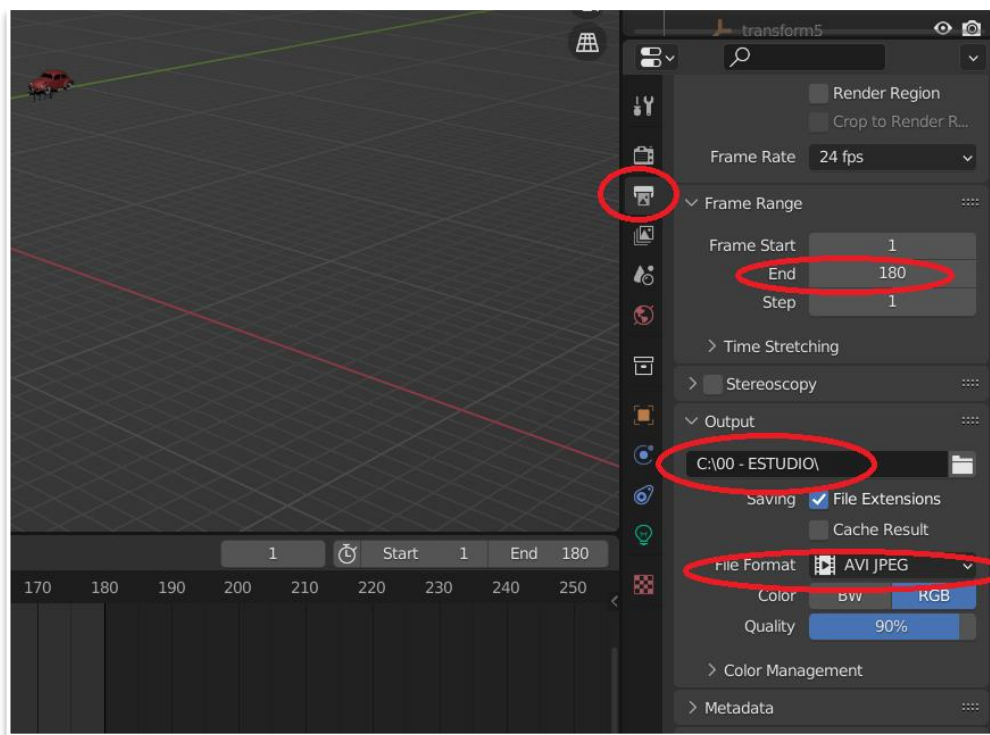 transform5
Render Region
Crop to Render R...
Frame Rate 24 fps
Frame Range
Frame Start 1
End 180
Step 1
Time Stretching
Stereoscopy
Output
C:\00 - ESTUDIO\
Saving File Extensions
Cache Result
File Format AVI JPEG
Color BW RGB
Quality 90%
Color Management
Metadata
1 Start 1 End 180
170 180 190 200 210 220 230 240 250